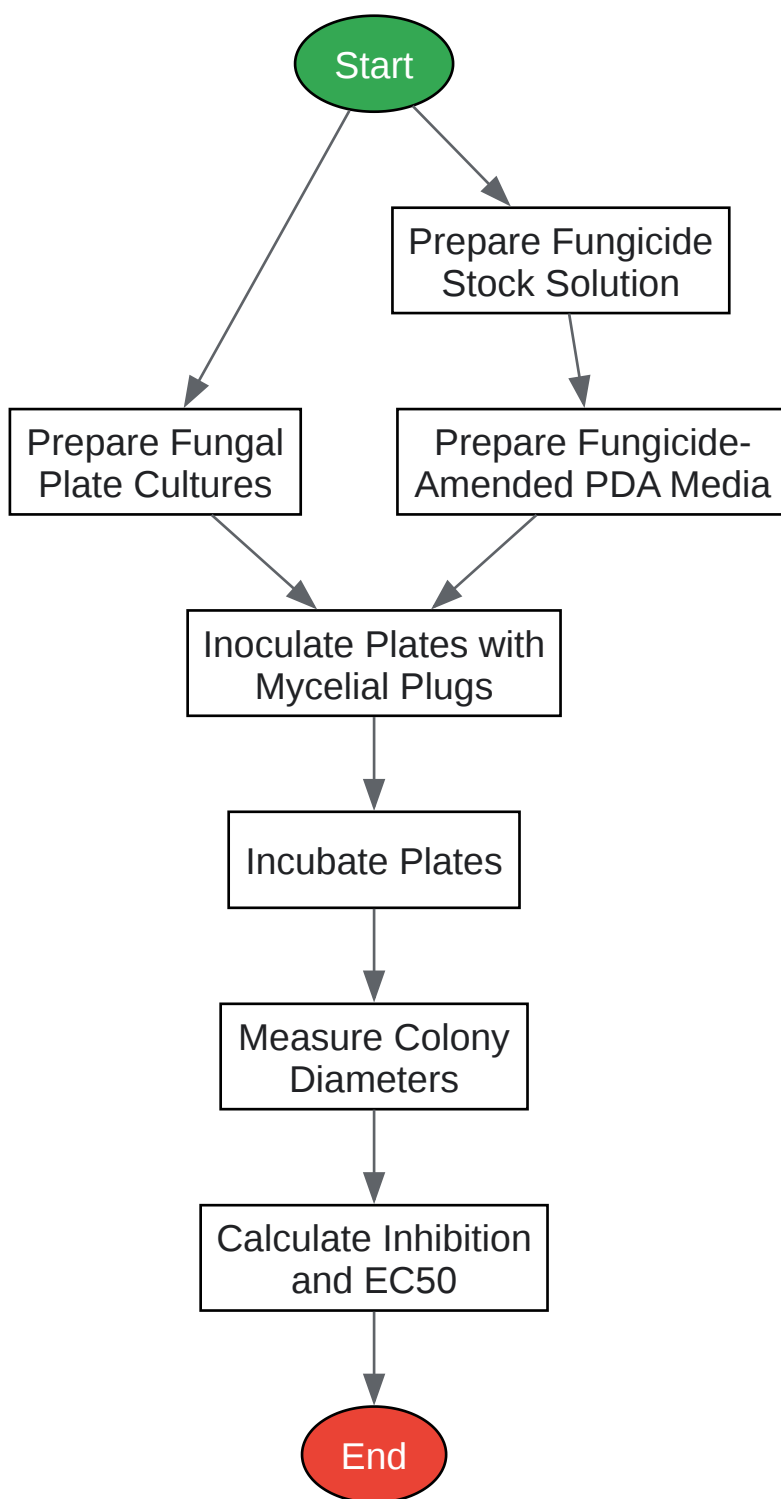 Start
Prepare Fungicide
Stock Solution
Prepare Fungal
Plate Cultures
Prepare Fungicide-
Amended PDA Media
Inoculate Plates with
Mycelial Plugs
Incubate Plates
Measure Colony
Diameters
Calculate Inhibition
and EC50
End